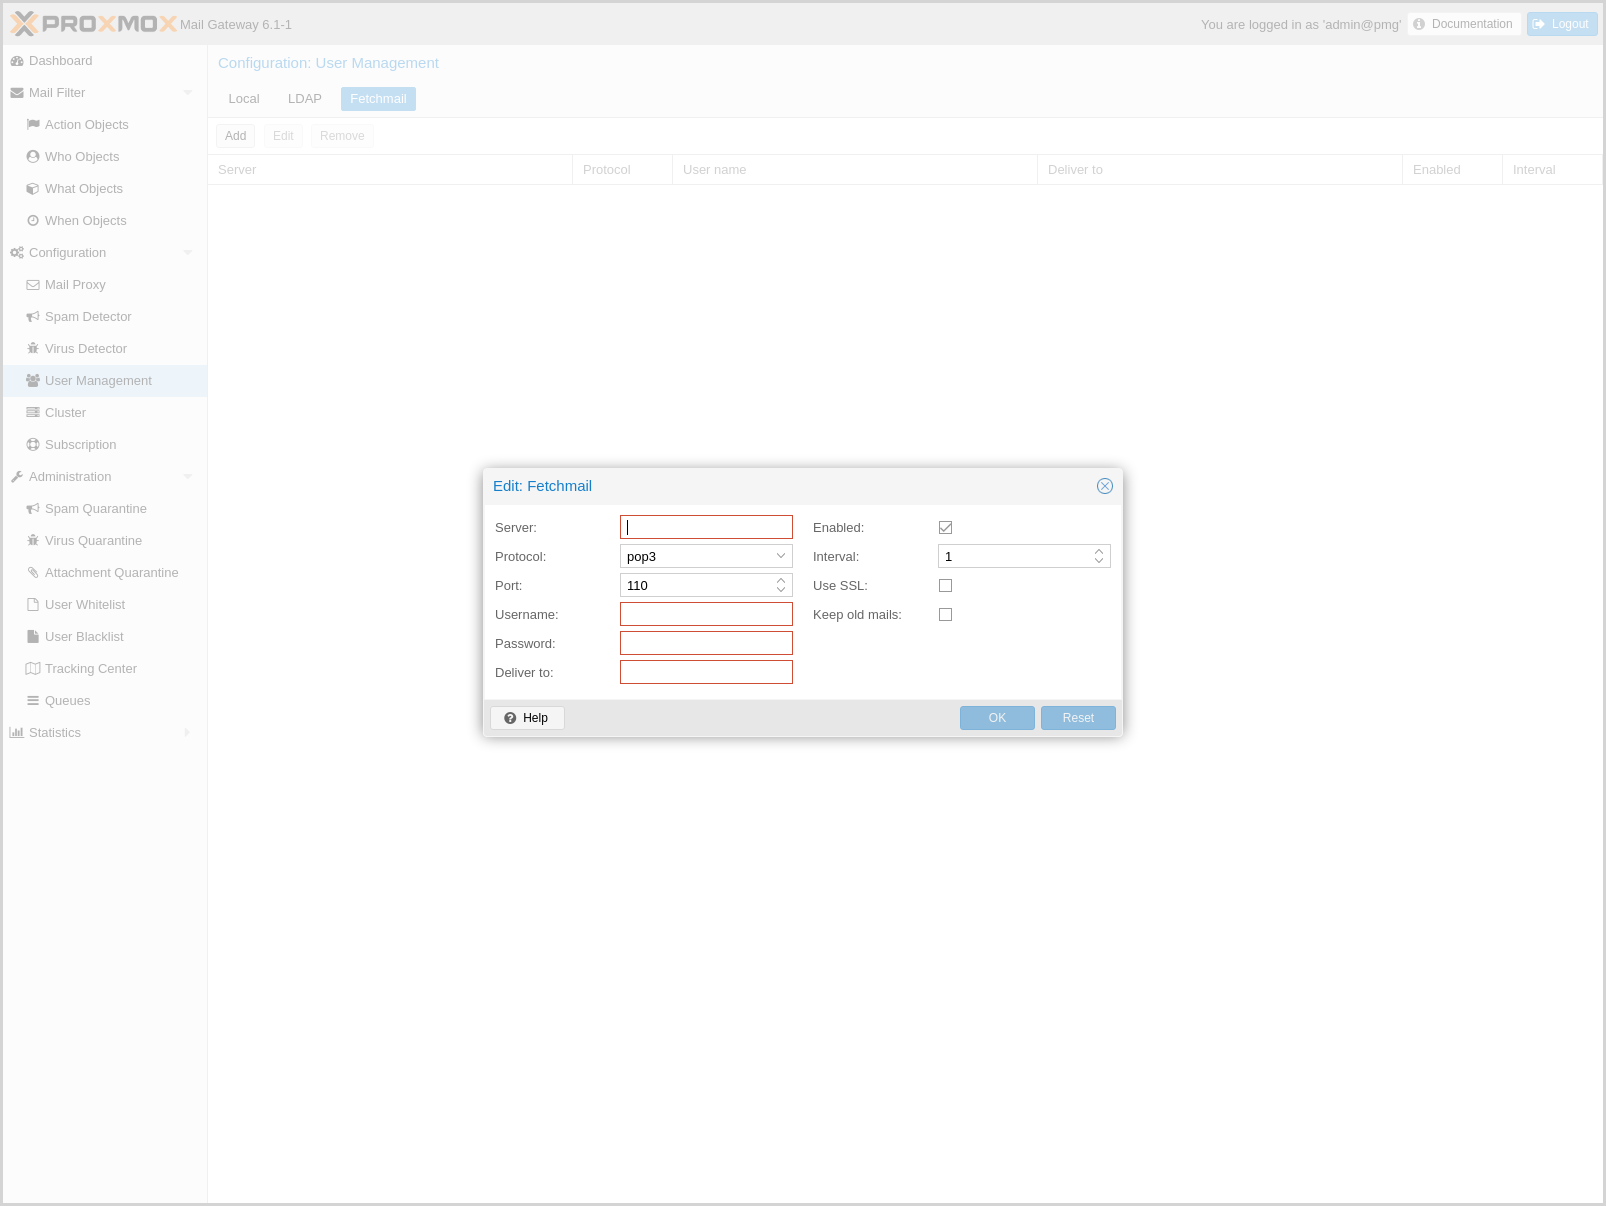 PROXMOX Mail Gateway 6.1-1
You are logged in as 'admin@pmg'
Documentation
Logout
Dashboard
Mail Filter
Action Objects
Who Objects
What Objects
When Objects
Configuration
Mail Proxy
Spam Detector
Virus Detector
User Management
Cluster
Subscription
Administration
Spam Quarantine
Virus Quarantine
Attachment Quarantine
User Whitelist
User Blacklist
Tracking Center
Queues
Statistics
Configuration: User Management
Local LDAP Fetchmail
Add Edit Remove
Server Protocol User name Deliver to Enabled Interval
Edit: Fetchmail
Server:
Protocol: pop3
Port: 110
Username:
Password:
Deliver to:
Enabled:
Interval: 1
Use SSL:
Keep old mails:
Help
OK
Reset